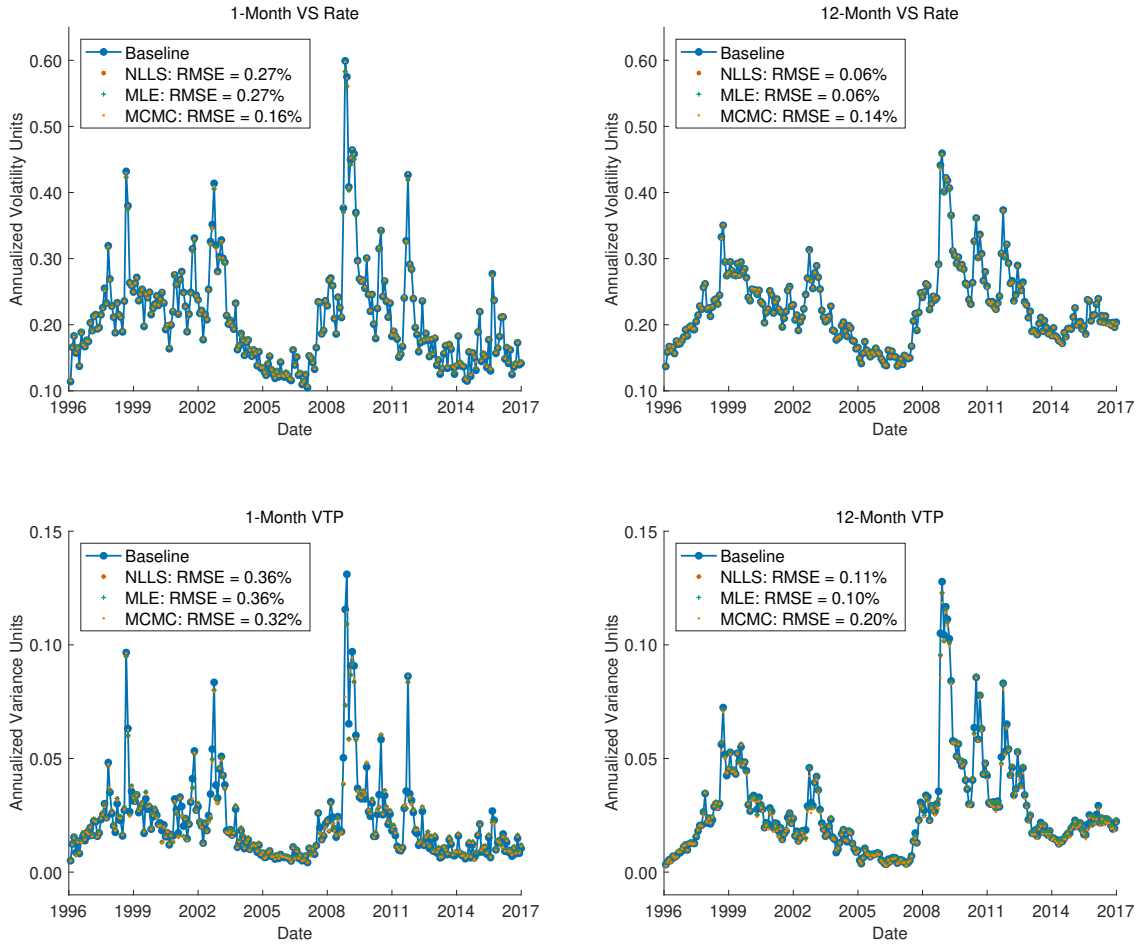 1-Month VS Rate
Annualized Volatility Units
0.60
0.50
0.40
0.30
0.20
0.10
Baseline
NLLS: RMSE = 0.27%
MLE: RMSE = 0.27%
MCMC: RMSE = 0.16%
1996 1999 2002 2005 2008 2011 2014 2017
Date
12-Month VS Rate
Annualized Volatility Units
0.60
0.50
0.40
0.30
0.20
0.10
Baseline
NLLS: RMSE = 0.06%
MLE: RMSE = 0.06%
MCMC: RMSE = 0.14%
1996 1999 2002 2005 2008 2011 2014 2017
Date
1-Month VTP
Annualized Variance Units
0.15
0.10
0.05
0.00
Baseline
NLLS: RMSE = 0.36%
MLE: RMSE = 0.36%
MCMC: RMSE = 0.32%
1996 1999 2002 2005 2008 2011 2014 2017
Date
12-Month VTP
Annualized Variance Units
0.15
0.10
0.05
0.00
Baseline
NLLS: RMSE = 0.11%
MLE: RMSE = 0.10%
MCMC: RMSE = 0.20%
1996 1999 2002 2005 2008 2011 2014 2017
Date